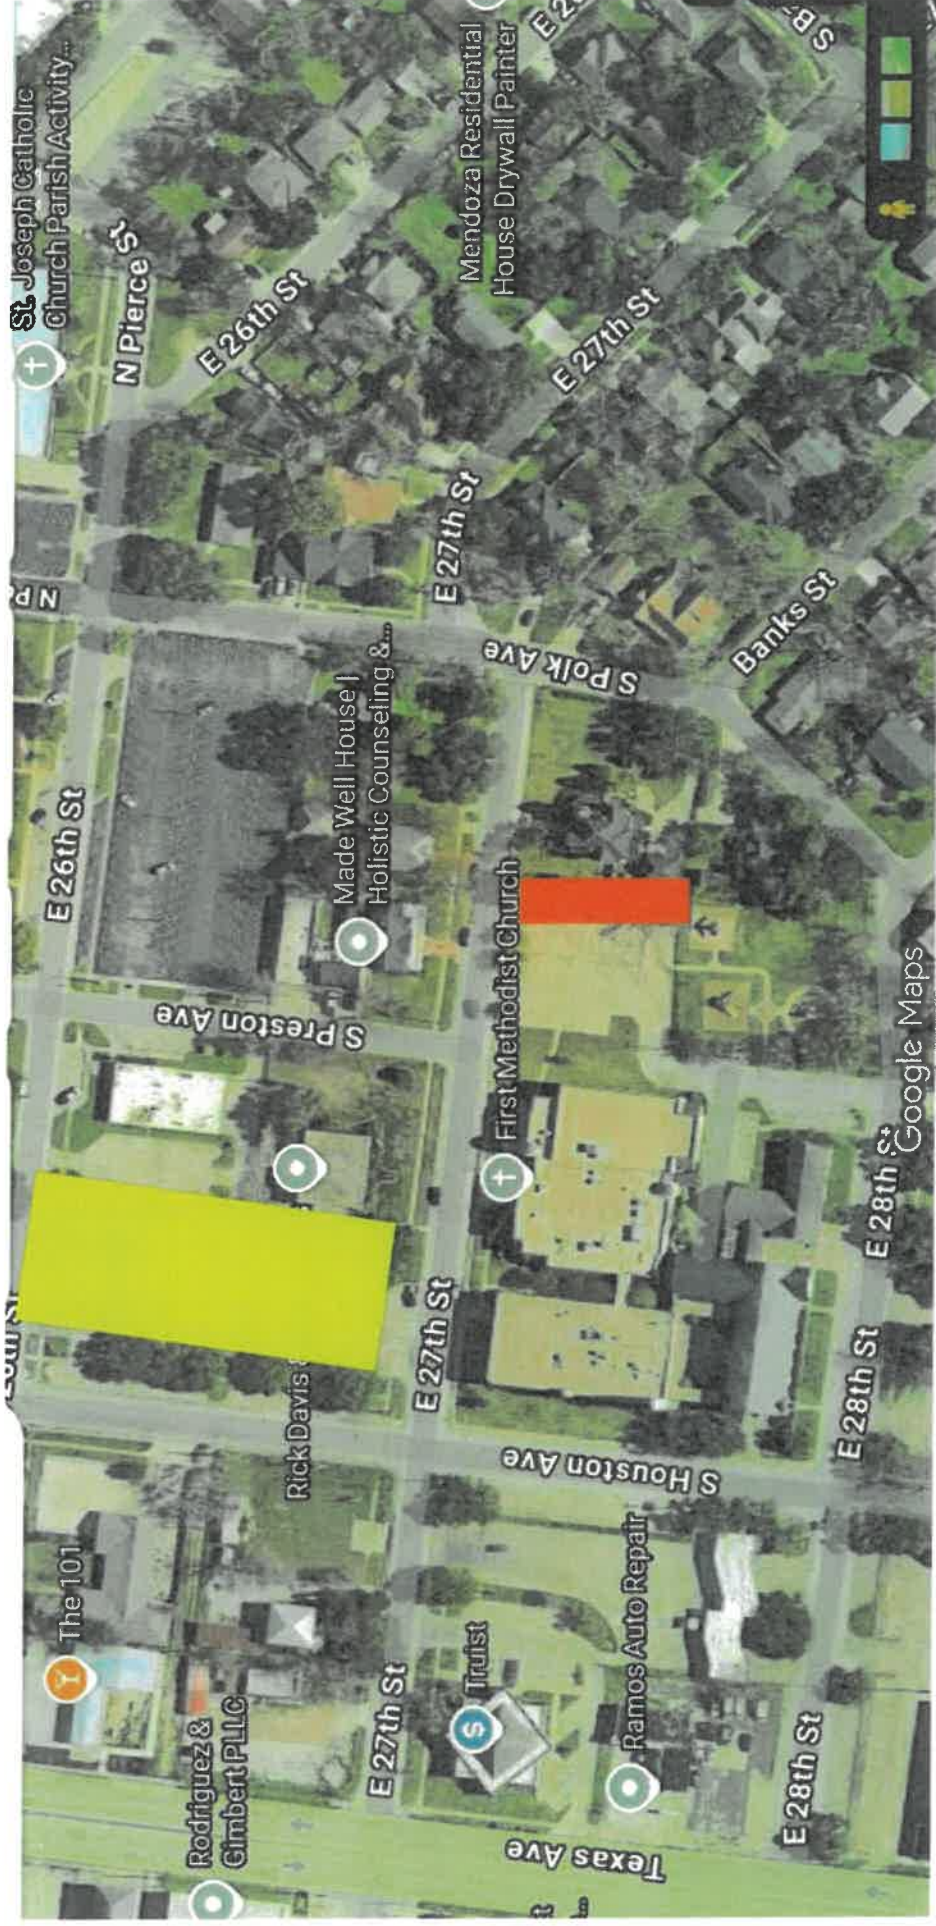 St. Joseph Catholic
Church Parish Activity...
N Pierce St
E 26th St
Mendoza Residential
House Drywall Painter
E 27th St
E 27th St
S Polk Ave
Banks St
E 26th St
Made Well House |
Holistic Counseling &...
S Preston Ave
First Methodist Church
Google Maps
E 28th St
E 27th St
Rick Davis
S Houston Ave
E 28th St
The 101
Rodriguez &
Gimbert PLLC
E 27th St
Truist
Ramos Auto Repair
E 28th St
Texas Ave